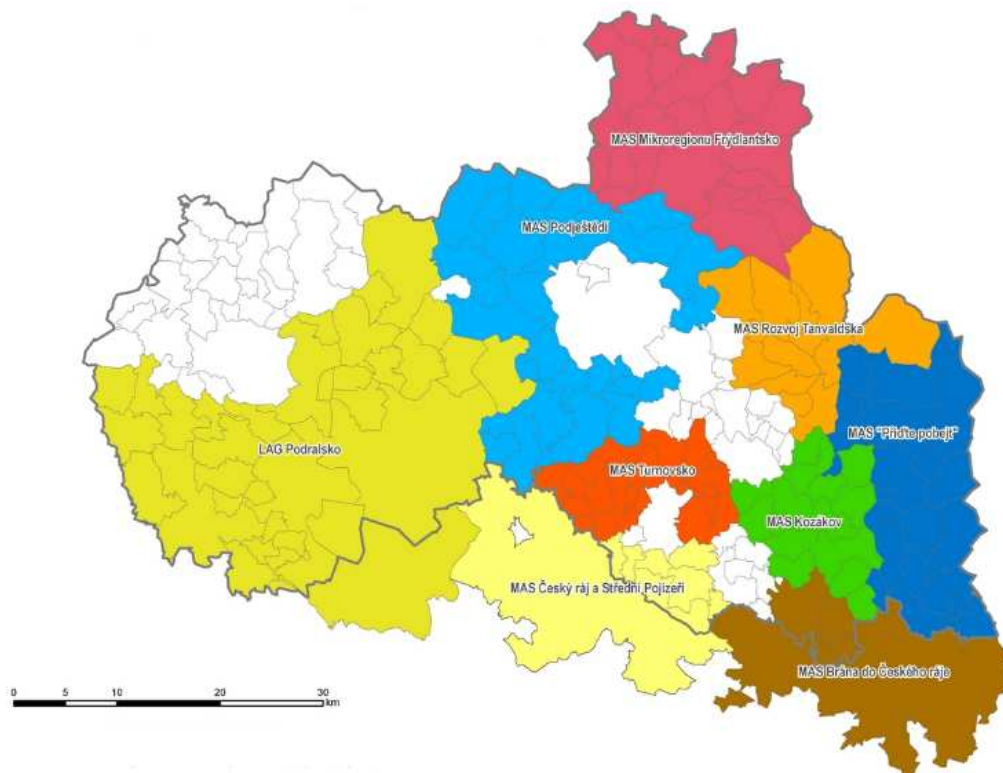 MAS Mikroregionu Frýdlantsko
MAS Podještědí
MAS Rozvoj Tanvaldska
MAS "Přiďte pobejt"
LAG Podralsko
MAS Turnovsko
MAS Kozákov
MAS Český ráj a Střední Pojizeří
MAS Brána do Českého ráje
0 5 10 20 30
km